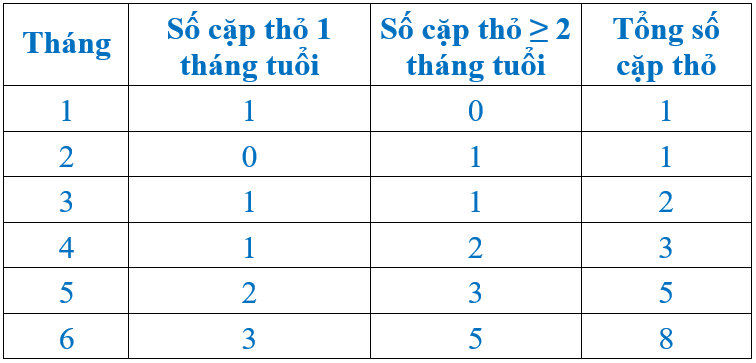 Tháng | Số cặp thỏ 1 tháng tuổi | Số cặp thỏ ≥ 2 tháng tuổi | Tổng số cặp thỏ
1 | 1 | 0 | 1
2 | 0 | 1 | 1
3 | 1 | 1 | 2
4 | 1 | 2 | 3
5 | 2 | 3 | 5
6 | 3 | 5 | 8